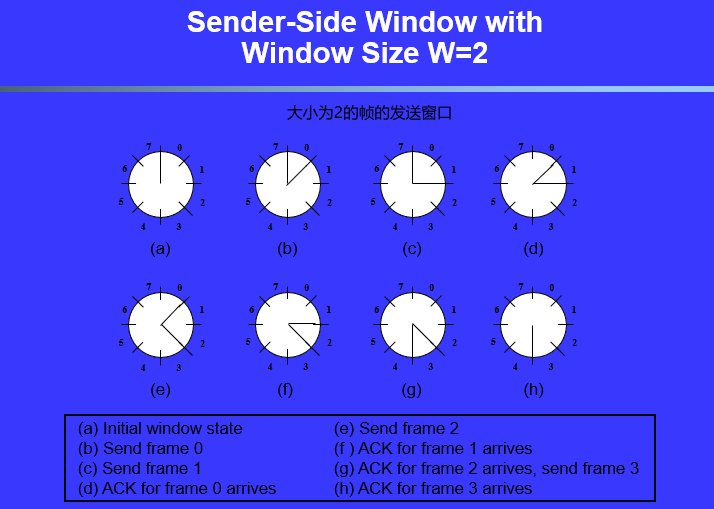 Sender-Side Window with
Window Size W=2
大小为2的帧的发送窗口
7 0 7 0 7 0 7 0
6 1 6 1 6 1 6 1
5 2 5 2 5 2 5 2
4 3 4 3 4 3 4 3
(a) (b) (c) (d)
7 0 7 0 7 0 7 0
6 1 6 1 6 1 6 1
5 2 5 2 5 2 5 2
4 3 4 3 4 3 4 3
(e) (f) (g) (h)
(a) Initial window state
(b) Send frame 0
(c) Send frame 1
(d) ACK for frame 0 arrives
(e) Send frame 2
(f ) ACK for frame 1 arrives
(g) ACK for frame 2 arrives, send frame 3
(h) ACK for frame 3 arrives